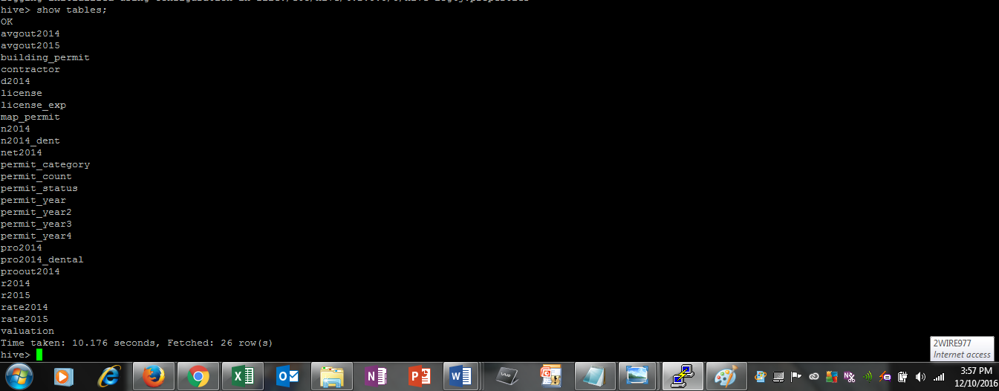 hive> show tables;
OK
avgout2014
avgout2015
building_permit
contractor
d2014
license
license_exp
map_permit
n2014
n2014_dent
net2014
permit_category
permit_count
permit_status
permit_year
permit_year2
permit_year3
permit_year4
pro2014
pro2014_dental
proout2014
r2014
r2015
rate2014
rate2015
valuation
Time taken: 10.176 seconds, Fetched: 26 row(s)
hive>
2WIRE977
Internet access
3:57 PM
12/10/2016